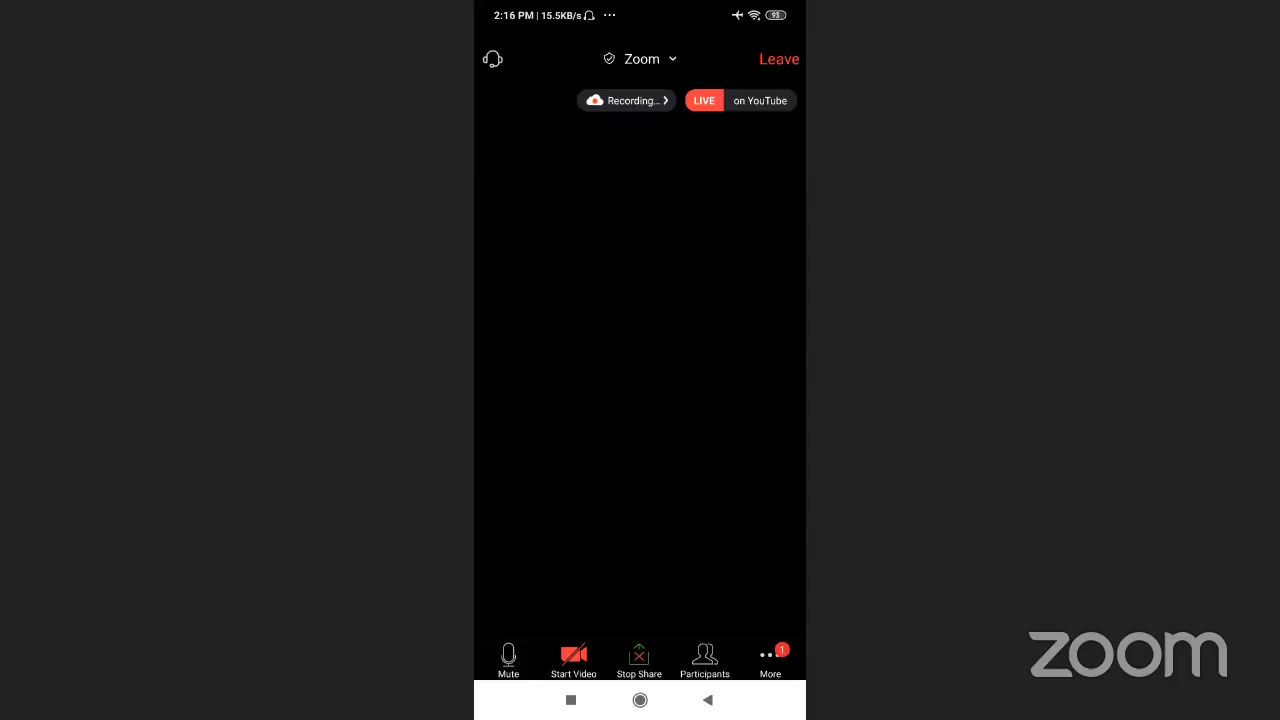 2:16 PM | 15.5KB/s ... 93
Zoom Leave
Recording... LIVE on YouTube
1
Mute Start Video Stop Share Participants More
zoom